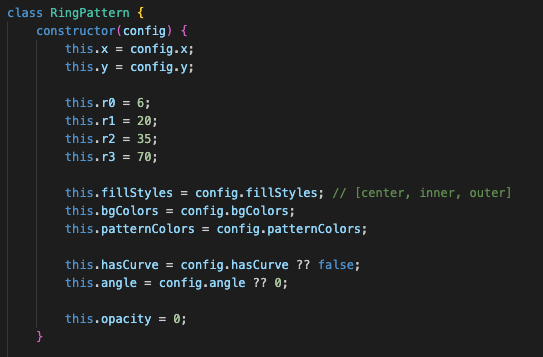 class RingPattern {
constructor(config) {
this.x = config.x;
this.y = config.y;
this.r0 = 6;
this.r1 = 20;
this.r2 = 35;
this.r3 = 70;
this.fillStyles = config.fillStyles; // [center, inner, outer]
this.bgColors = config.bgColors;
this.patternColors = config.patternColors;
this.hasCurve = config.hasCurve ?? false;
this.angle = config.angle ?? 0;
this.opacity = 0;
}